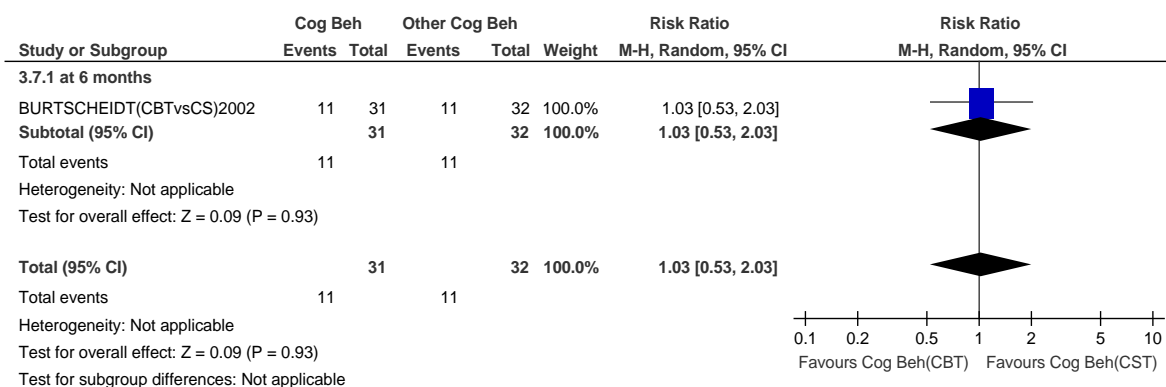 Cog Beh Other Cog Beh Risk Ratio Risk Ratio
Study or Subgroup Events Total Events Total Weight M-H, Random, 95% CI M-H, Random, 95% CI
3.7.1 at 6 months
BURTSCHEIDT(CBTvsCS)2002 11 31 11 32 100.0% 1.03 [0.53, 2.03]
Subtotal (95% CI) 31 32 100.0% 1.03 [0.53, 2.03]
Total events 11 11
Heterogeneity: Not applicable
Test for overall effect: Z = 0.09 (P = 0.93)
Total (95% CI) 31 32 100.0% 1.03 [0.53, 2.03]
Total events 11 11
Heterogeneity: Not applicable
Test for overall effect: Z = 0.09 (P = 0.93)
Test for subgroup differences: Not applicable
0.1 0.2 0.5 1 2 5 10
Favours Cog Beh(CBT) Favours Cog Beh(CST)